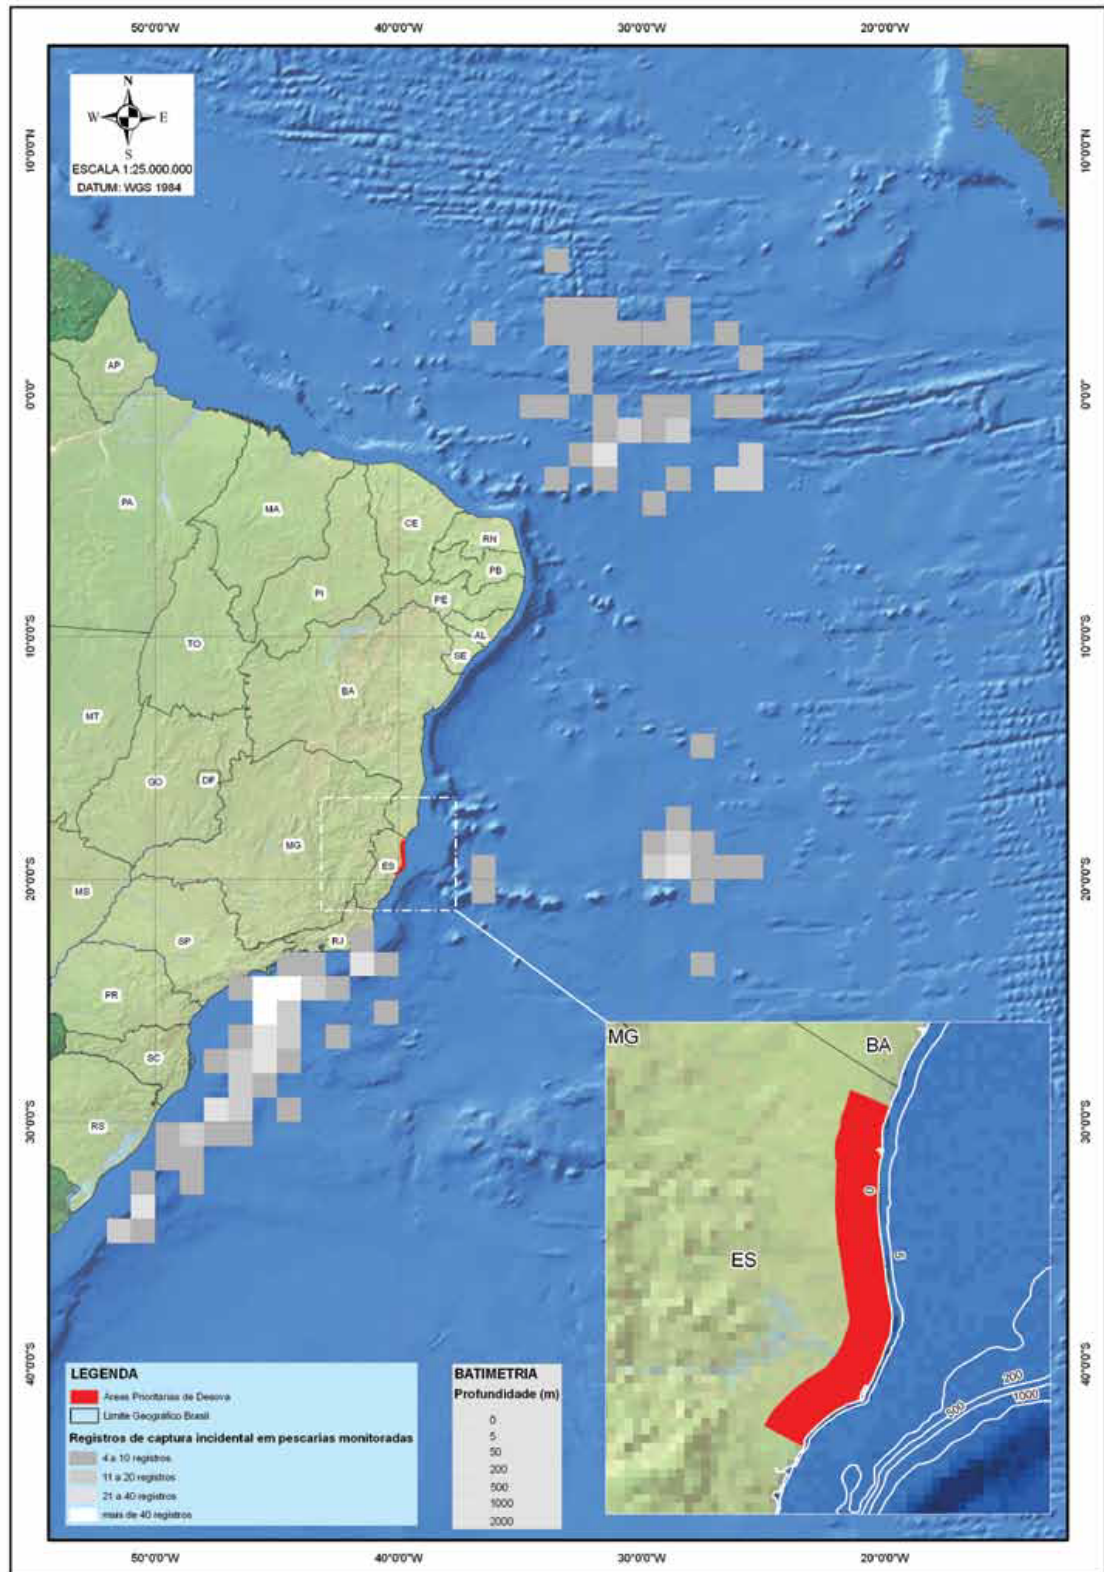 50°0'0"W 40°0'0"W 30°0'0"W 20°0'0"W
N
W E
S
ESCALA 1:25.000.000
DATUM: WGS 1984
10°0'0"N 10°0'0"N
AP
0°0'0" 0°0'0"
PA
MA
CE
RN
PB
PI
PE
AL
TO
SE
10°0'0"S 10°0'0"S
BA
MT
GO
DF
MG
ES
20°0'0"S 20°0'0"S
MS
SP
RJ
PR
SC
RS
30°0'0"S 30°0'0"S
MG
BA
0
5
ES
200
500
1000
40°0'0"S 40°0'0"S
LEGENDA
Áreas Prioritárias de Desova
Limite Geográfico Brasil
Registros de captura incidental em pescarias monitoradas
4 a 10 registros
11 a 20 registros
21 a 40 registros
mais de 40 registros
BATIMETRIA
Profundidade (m)
0
5
50
200
500
1000
2000
50°0'0"W 40°0'0"W 30°0'0"W 20°0'0"W